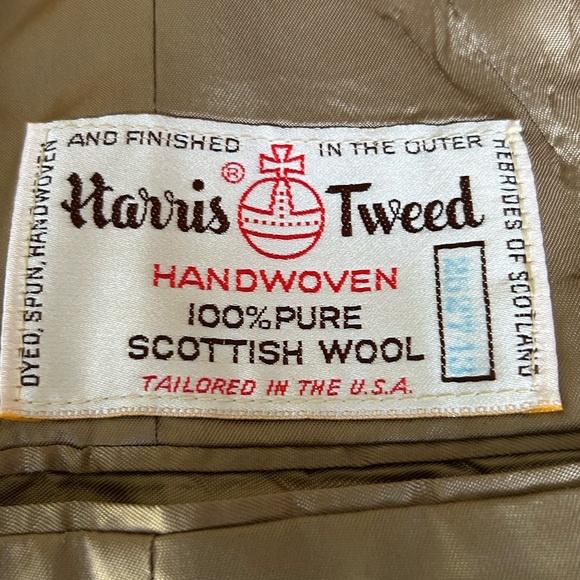 DYED, SPUN, HANDWOVEN
AND FINISHED
IN THE OUTER
HEBRIDES OF SCOTLAND
Harris ® Tweed
HANDWOVEN
100% PURE
SCOTTISH WOOL
TAILORED IN THE U.S.A.